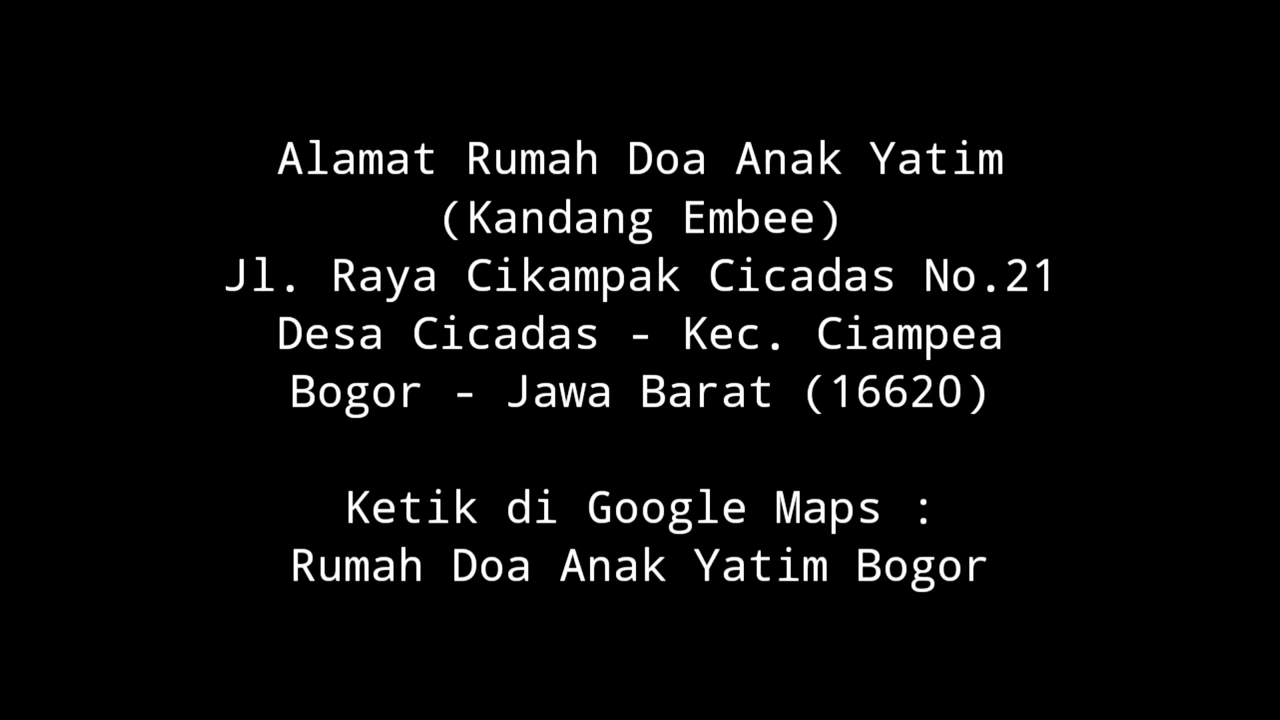 Alamat Rumah Doa Anak Yatim
(Kandang Embee)
Jl. Raya Cikampak Cicadas No.21
Desa Cicadas - Kec. Ciampea
Bogor - Jawa Barat (16620)
Ketik di Google Maps :
Rumah Doa Anak Yatim Bogor